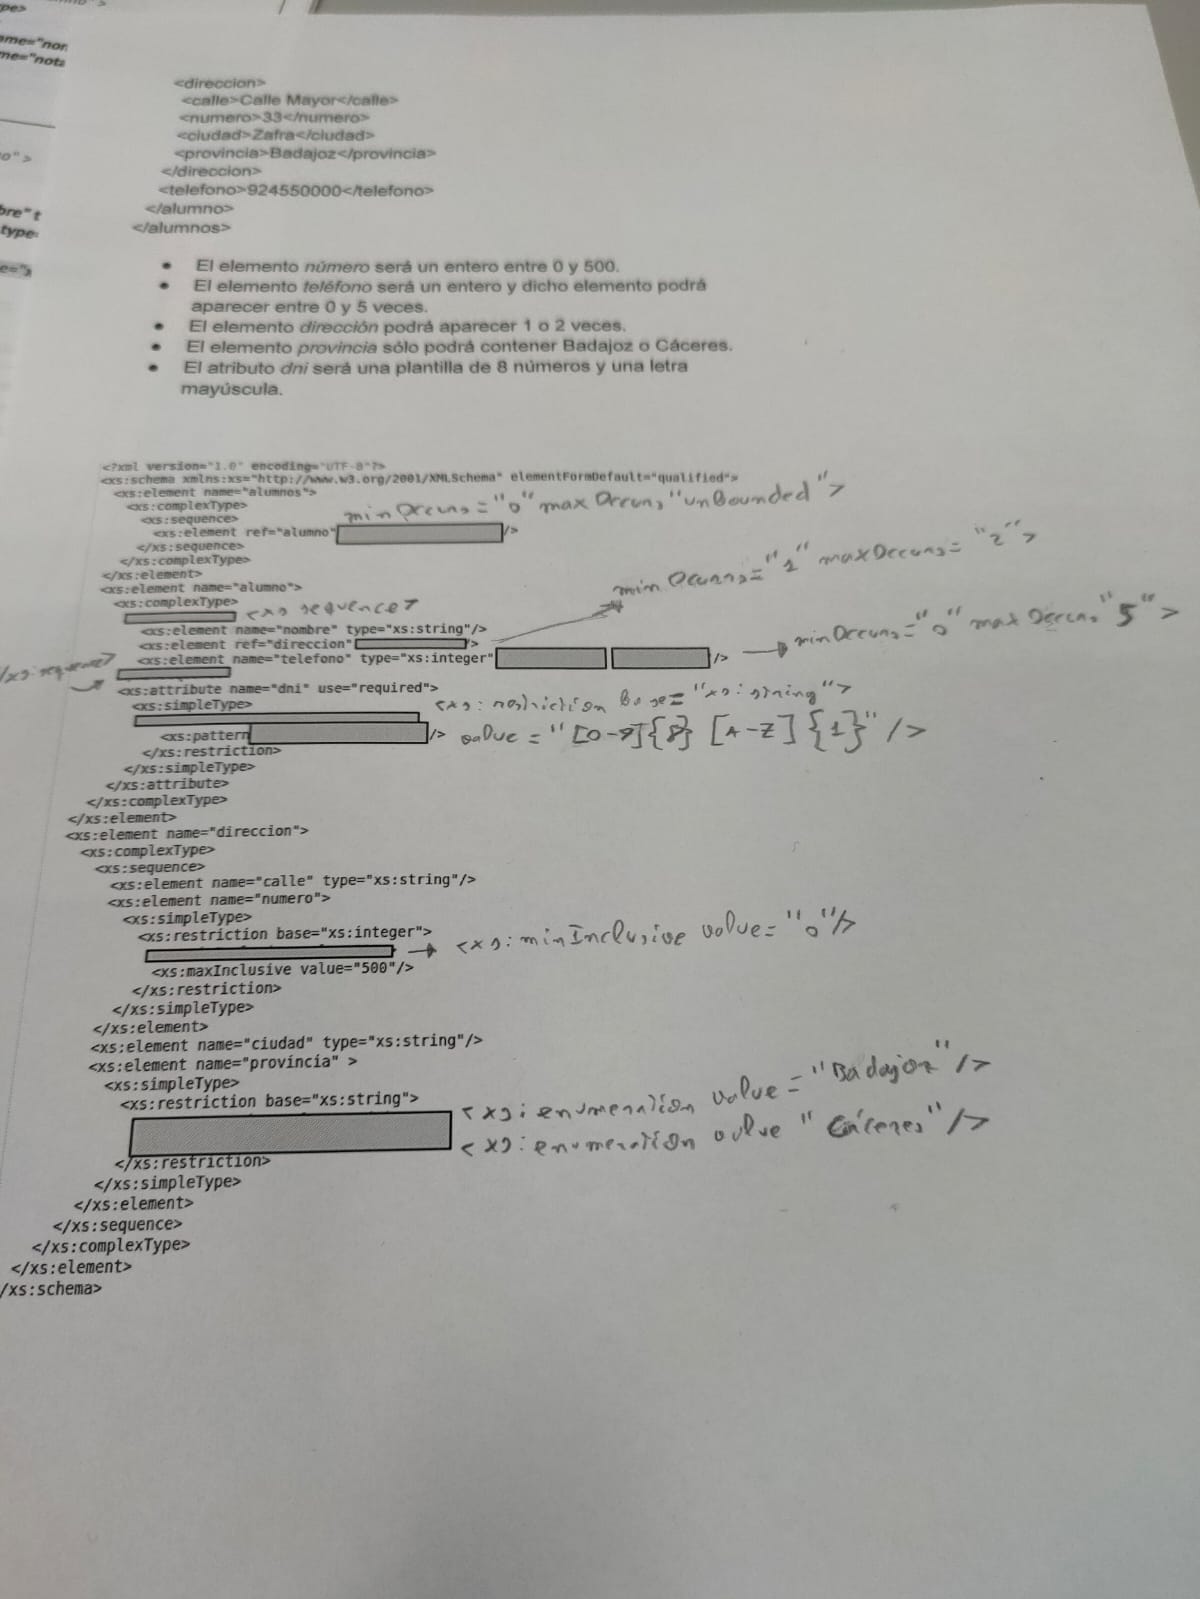 pe>
ame="nor
me="nota
o">
bre" t
type=
e="
<direccion>
<calle>Calle Mayor</calle>
<numero>33</numero>
<ciudad>Zafra</ciudad>
<provincia>Badajoz</provincia>
</direccion>
<telefono>924550000</telefono>
</alumno>
</alumnos>
• El elemento número será un entero entre 0 y 500.
• El elemento teléfono será un entero y dicho elemento podrá
aparecer entre 0 y 5 veces.
• El elemento dirección podrá aparecer 1 o 2 veces.
• El elemento provincia sólo podrá contener Badajoz o Cáceres.
• El atributo dni será una plantilla de 8 números y una letra
mayúscula.
<?xml version="1.0" encoding="UTF-8"?>
<xs:schema xmlns:xs="http://www.w3.org/2001/XMLSchema" elementFormDefault="qualified">
<xs:element name="alumnos">
<xs:complexType>
<xs:sequence> minOccurs="0" maxOccurs "unBounded">
<xs:element ref="alumno" />
</xs:sequence>
</xs:complexType>
</xs:element> minOccurs="1" maxOccurs="2">
<xs:element name="alumno">
<xs:complexType>
<xs sequence>
<xs:element name="nombre" type="xs:string"/>
<xs:element ref="direccion" />
<xs:element name="telefono" type="xs:integer" /> minOccurs="0" maxOccurs "5">
/xs:sequence>
<xs:attribute name="dni" use="required">
<xs:simpleType> <xs:restriction base="xs:string">
<xs:pattern /> value="[0-9]{8} [A-Z]{1}"/>
</xs:restriction>
</xs:simpleType>
</xs:attribute>
</xs:complexType>
</xs:element>
<xs:element name="direccion">
<xs:complexType>
<xs:sequence>
<xs:element name="calle" type="xs:string"/>
<xs:element name="numero">
<xs:simpleType>
<xs:restriction base="xs:integer">
<xs:minInclusive value="0"/>
<xs:maxInclusive value="500"/>
</xs:restriction>
</xs:simpleType>
</xs:element>
<xs:element name="ciudad" type="xs:string"/>
<xs:element name="provincia" >
<xs:simpleType>
<xs:restriction base="xs:string">
<xs:enumeration value="Badajoz"/>
<xs:enumeration value "Cáceres"/>
</xs:restriction>
</xs:simpleType>
</xs:element>
</xs:sequence>
</xs:complexType>
</xs:element>
/xs:schema>